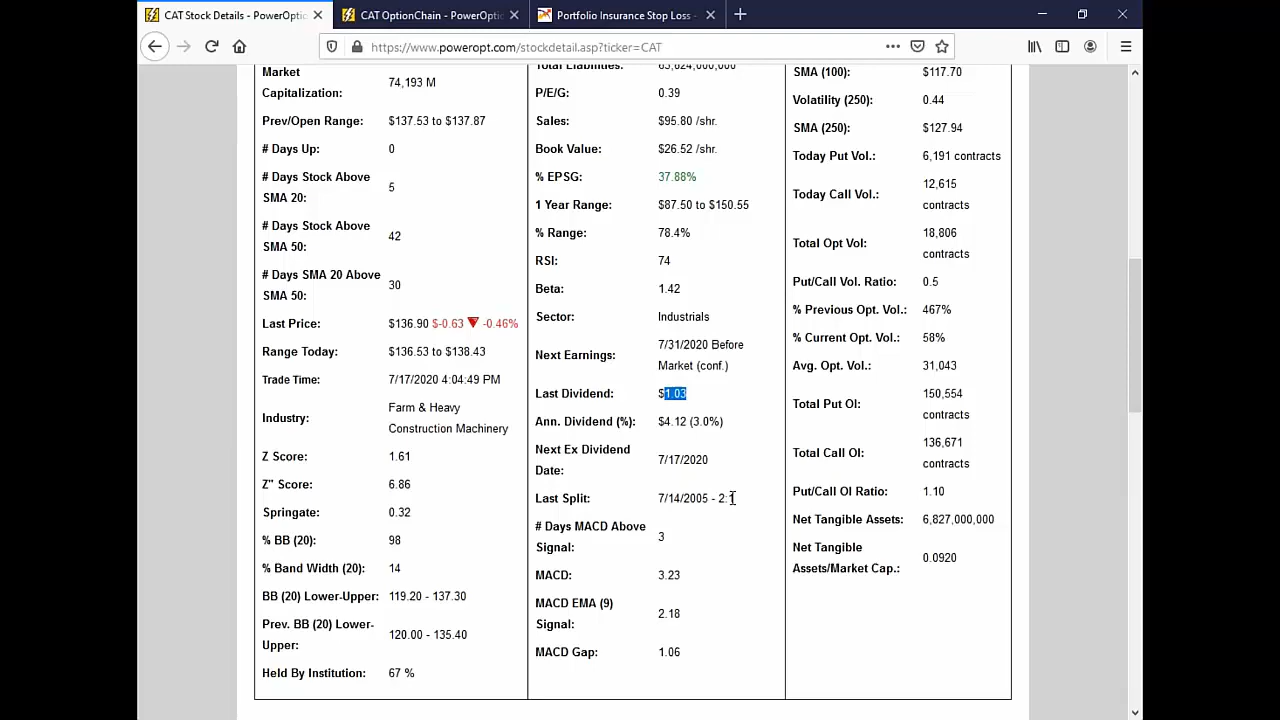 CAT Stock Details - PowerOptic
CAT OptionChain - PowerOptio
Portfolio Insurance Stop Loss -
https://www.poweropt.com/stockdetail.asp?ticker=CAT
Market
Capitalization:
74,193 M
Prev/Open Range: $137.53 to $137.87
# Days Up: 0
# Days Stock Above
SMA 20:
5
# Days Stock Above
SMA 50:
42
# Days SMA 20 Above
SMA 50:
30
Last Price: $136.90 $-0.63 -0.46%
Range Today: $136.53 to $138.43
Trade Time: 7/17/2020 4:04:49 PM
Industry:
Farm & Heavy
Construction Machinery
Z Score: 1.61
Z" Score: 6.86
Springate: 0.32
% BB (20): 98
% Band Width (20): 14
BB (20) Lower-Upper: 119.20 - 137.30
Prev. BB (20) Lower-
Upper:
120.00 - 135.40
Held By Institution: 67 %
Total Liabilities: 63,824,000,000
P/E/G: 0.39
Sales: $95.80 /shr.
Book Value: $26.52 /shr.
% EPSG: 37.88%
1 Year Range: $87.50 to $150.55
% Range: 78.4%
RSI: 74
Beta: 1.42
Sector: Industrials
Next Earnings:
7/31/2020 Before
Market (conf.)
Last Dividend: $1.03
Ann. Dividend (%): $4.12 (3.0%)
Next Ex Dividend
Date:
7/17/2020
Last Split: 7/14/2005 - 2:1
# Days MACD Above
Signal:
3
MACD: 3.23
MACD EMA (9)
Signal:
2.18
MACD Gap: 1.06
SMA (100): $117.70
Volatility (250): 0.44
SMA (250): $127.94
Today Put Vol.: 6,191 contracts
Today Call Vol.:
12,615
contracts
Total Opt Vol:
18,806
contracts
Put/Call Vol. Ratio: 0.5
% Previous Opt. Vol.: 467%
% Current Opt. Vol.: 58%
Avg. Opt. Vol.: 31,043
Total Put OI:
150,554
contracts
Total Call OI:
136,671
contracts
Put/Call OI Ratio: 1.10
Net Tangible Assets: 6,827,000,000
Net Tangible
Assets/Market Cap.:
0.0920